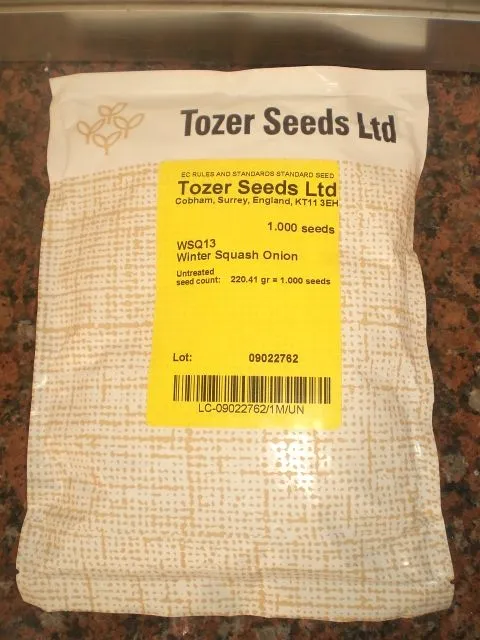 Tozer Seeds Ltd
EC RULES AND STANDARDS STANDARD SEED
Tozer Seeds Ltd
Cobham, Surrey, England, KT11 3EH
1.000 seeds
WSQ13
Winter Squash Onion
Untreated
seed count: 220.41 gr = 1.000 seeds
Lot: 09022762
LC-09022762/1M/UN